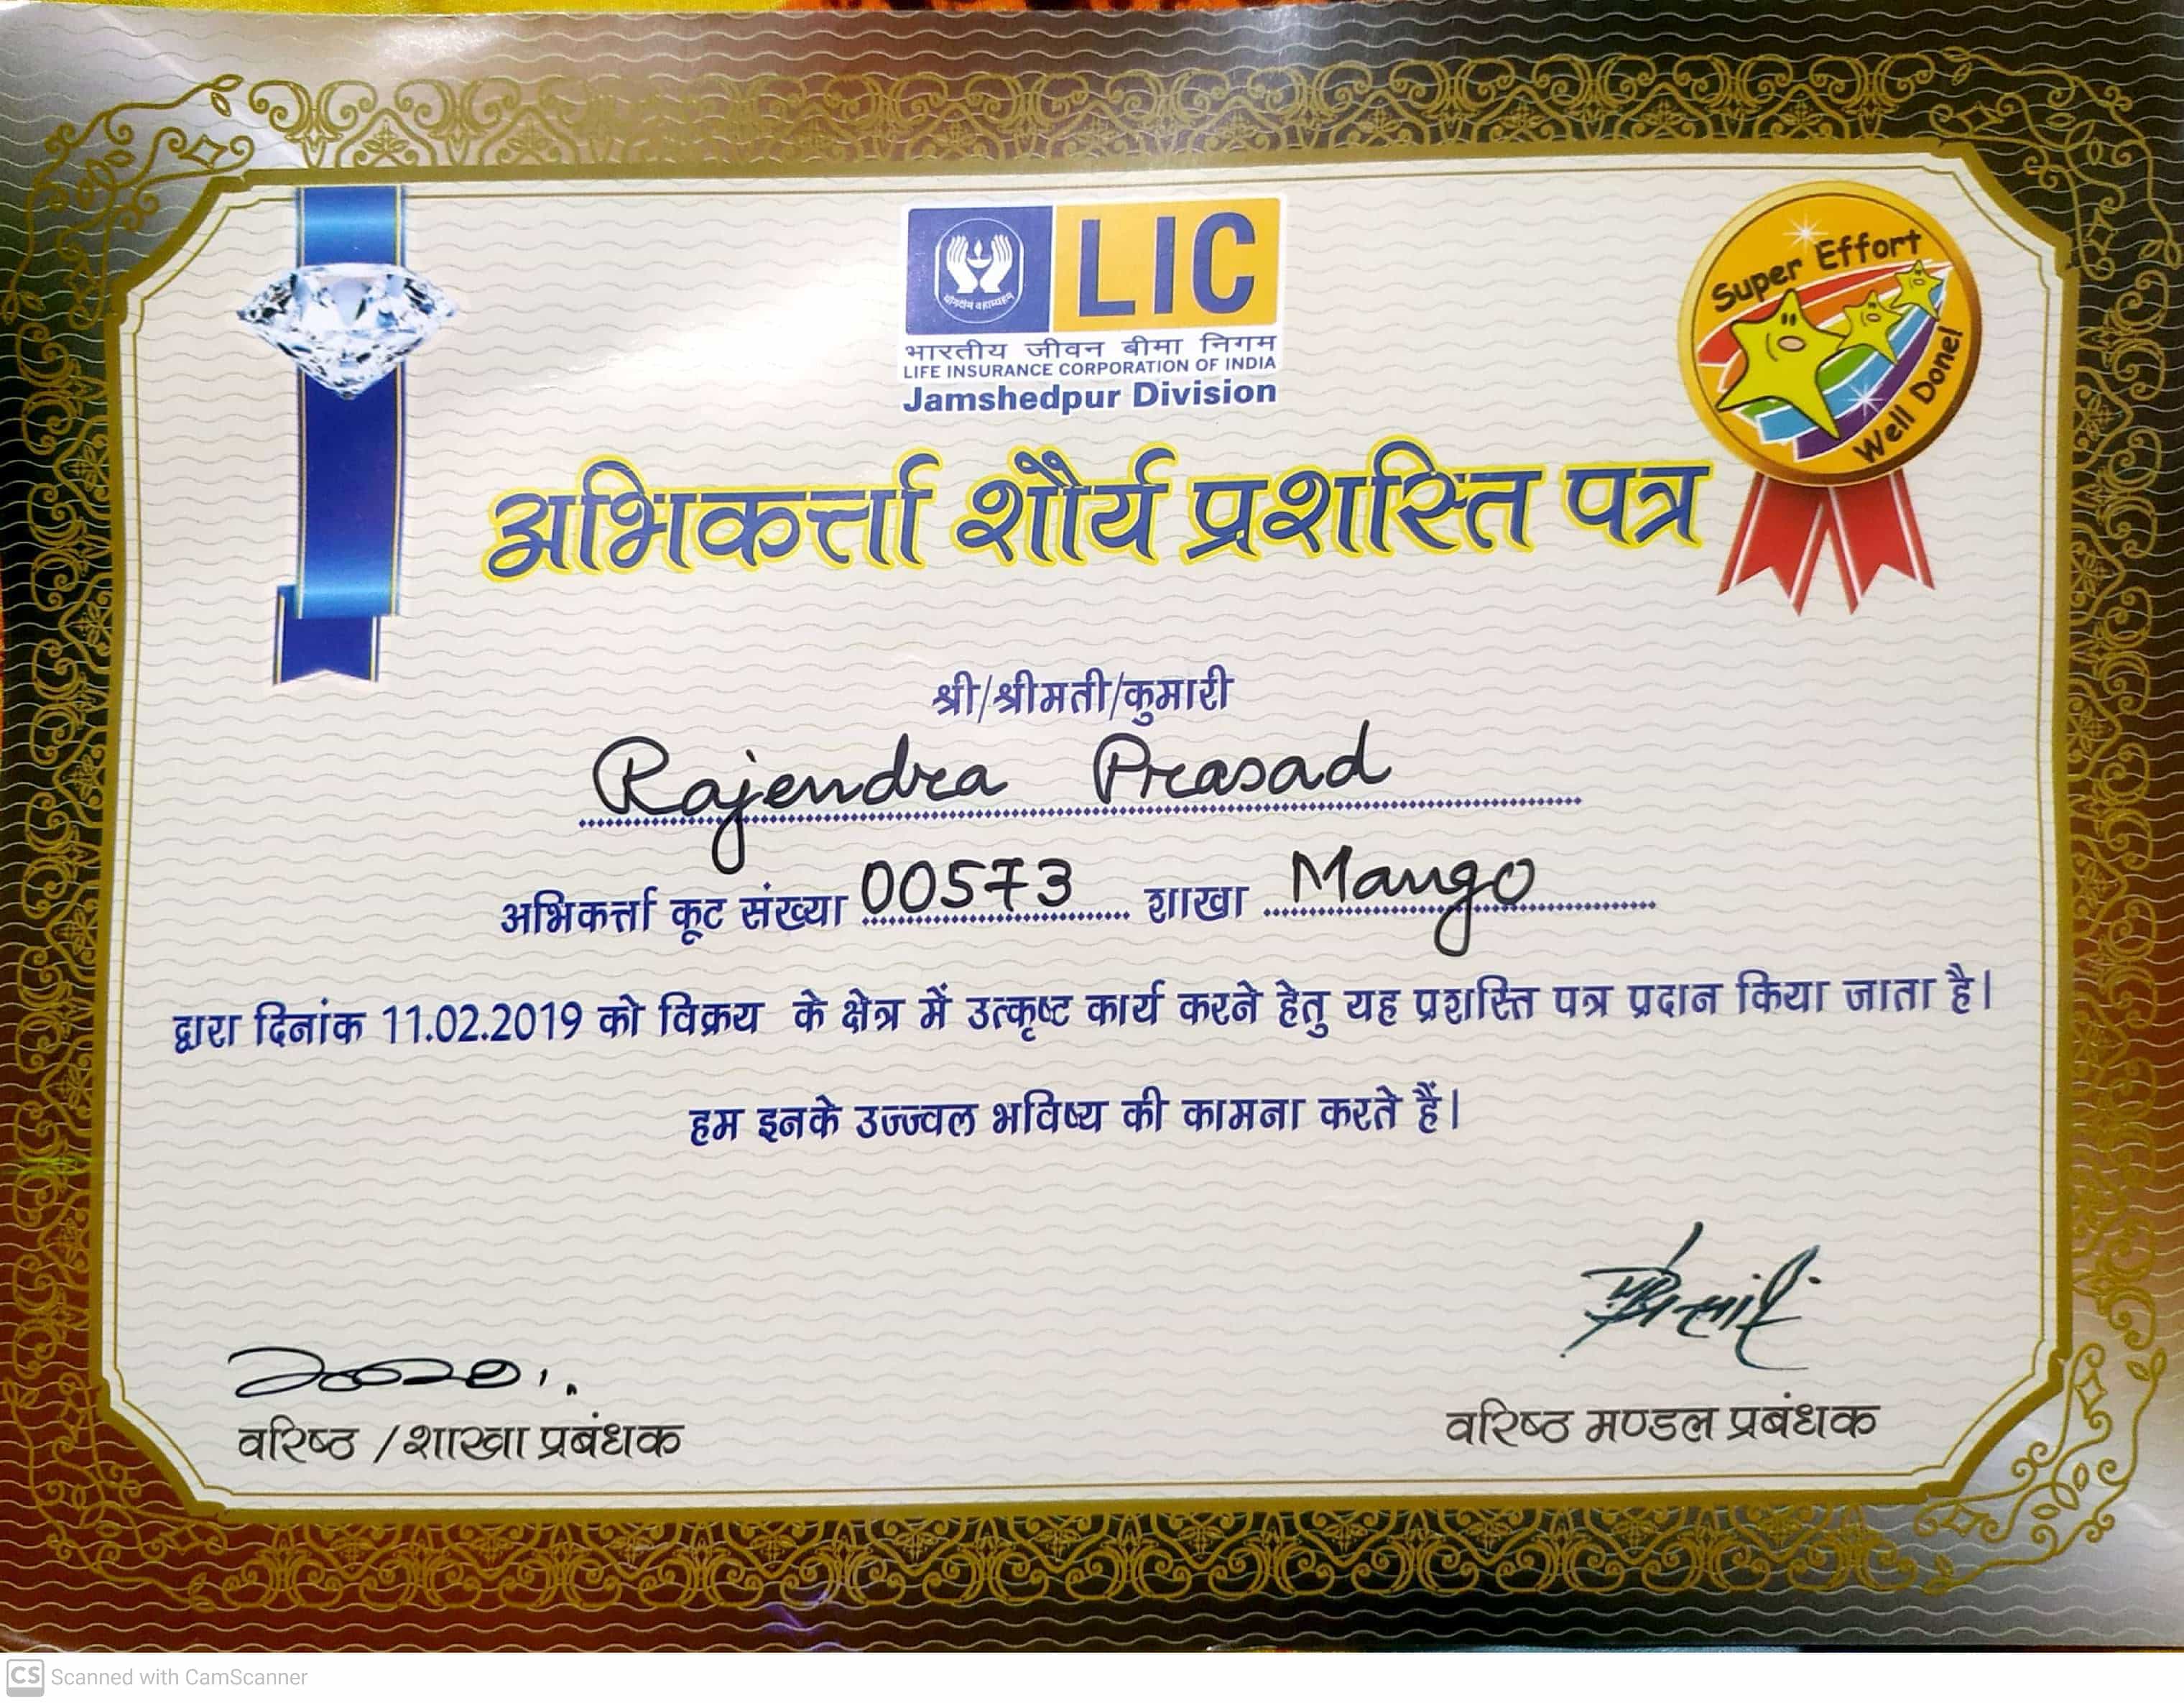 Super Effort
Well Done!
योगक्षेमं वहाम्यहम्
LIC
भारतीय जीवन बीमा निगम
LIFE INSURANCE CORPORATION OF INDIA
Jamshedpur Division
अभिकर्त्ता शौर्य प्रशस्ति पत्र
श्री/श्रीमती/कुमारी
Rajendra Prasad
अभिकर्त्ता कूट संख्या 00573 शाखा Mango
द्वारा दिनांक 11.02.2019 को विक्रय के क्षेत्र में उत्कृष्ट कार्य करने हेतु यह प्रशस्ति पत्र प्रदान किया जाता है।
हम इनके उज्ज्वल भविष्य की कामना करते हैं।
वरिष्ठ /शाखा प्रबंधक
वरिष्ठ मण्डल प्रबंधक
CS Scanned with CamScanner